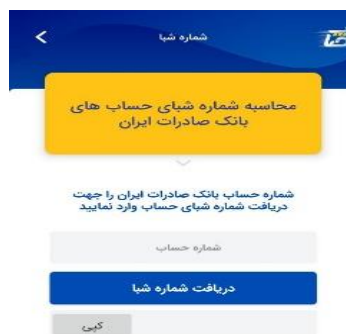 شماره شبا
محاسبه شماره شبای حساب های
بانک صادرات ایران
شماره حساب بانک صادرات ایران را جهت
دریافت شماره شبای حساب وارد نمایید
شماره حساب
دریافت شماره شبا
کپی